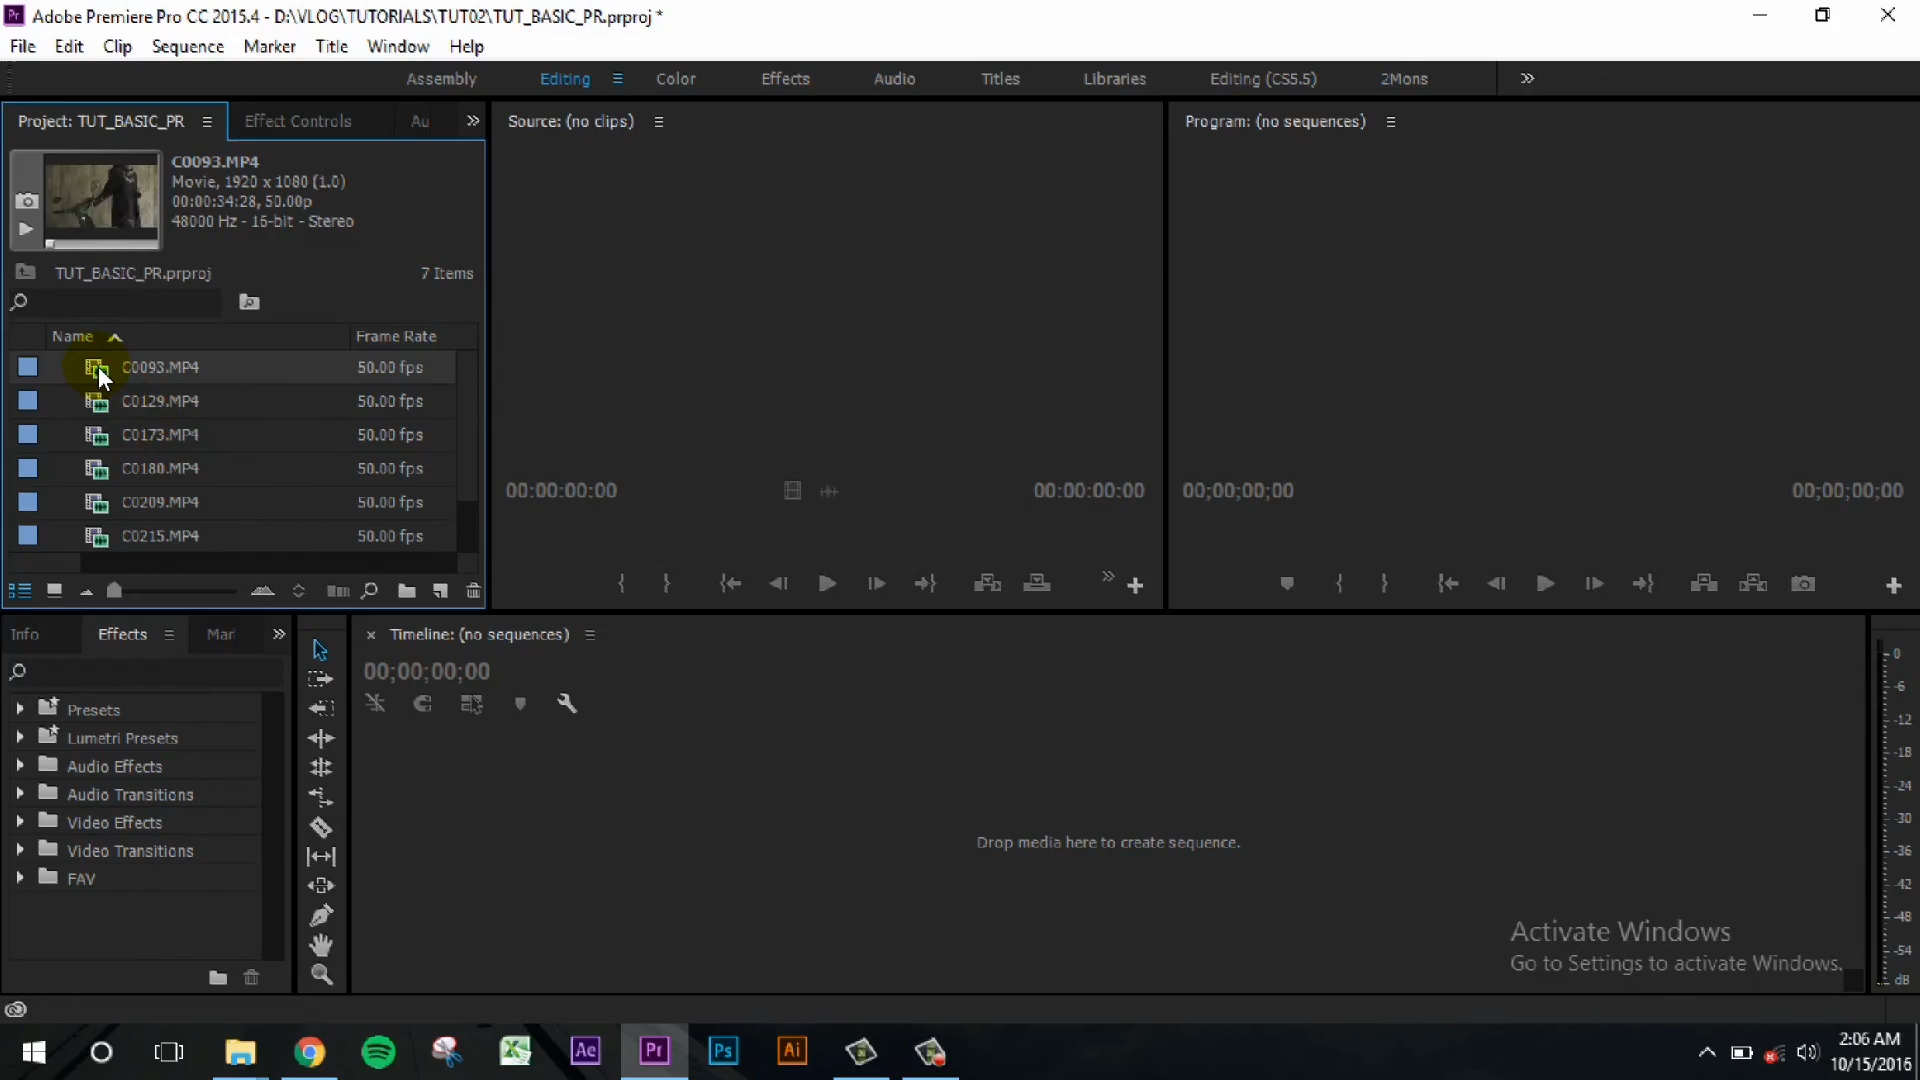 Pr Adobe Premiere Pro CC 2015.4 - D:\VLOG\TUTORIALS\TUT02\TUT_BASIC_PR.prproj *
File Edit Clip Sequence Marker Title Window Help
Assembly Editing Color Effects Audio Titles Libraries Editing (CS5.5) 2Mons
Project: TUT_BASIC_PR Effect Controls Au
Source: (no clips)
Program: (no sequences)
C0093.MP4
Movie, 1920 x 1080 (1.0)
00:00:34:28, 50.00p
48000 Hz - 16-bit - Stereo
TUT_BASIC_PR.prproj 7 Items
Name Frame Rate
C0093.MP4 50.00 fps
C0129.MP4 50.00 fps
C0173.MP4 50.00 fps
C0180.MP4 50.00 fps
C0209.MP4 50.00 fps
C0215.MP4 50.00 fps
00:00:00:00 00:00:00:00
00;00;00;00 00;00;00;00
Info Effects Mar
Presets
Lumetri Presets
Audio Effects
Audio Transitions
Video Effects
Video Transitions
FAV
× Timeline: (no sequences)
00;00;00;00
Drop media here to create sequence.
0
-6
-12
-18
-24
-30
-36
-42
-48
-54
dB
Activate Windows
Go to Settings to activate Windows.
Ae Pr Ps Ai
2:06 AM
10/15/2016